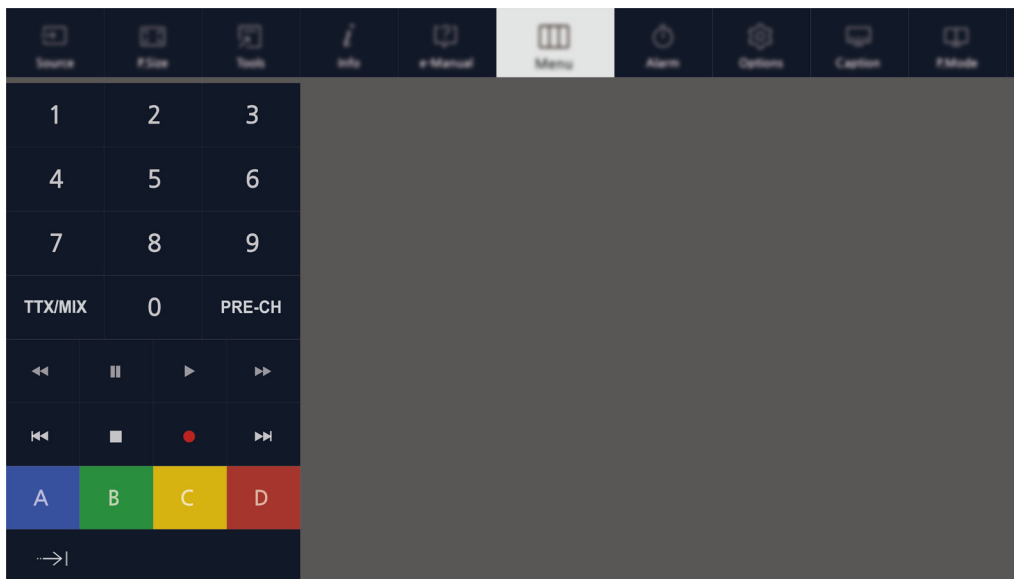 Source P.Size Tools i Info e-Manual Menu Alarm Options Caption P.Mode
1 2 3
4 5 6
7 8 9
TTX/MIX 0 PRE-CH
A B C D